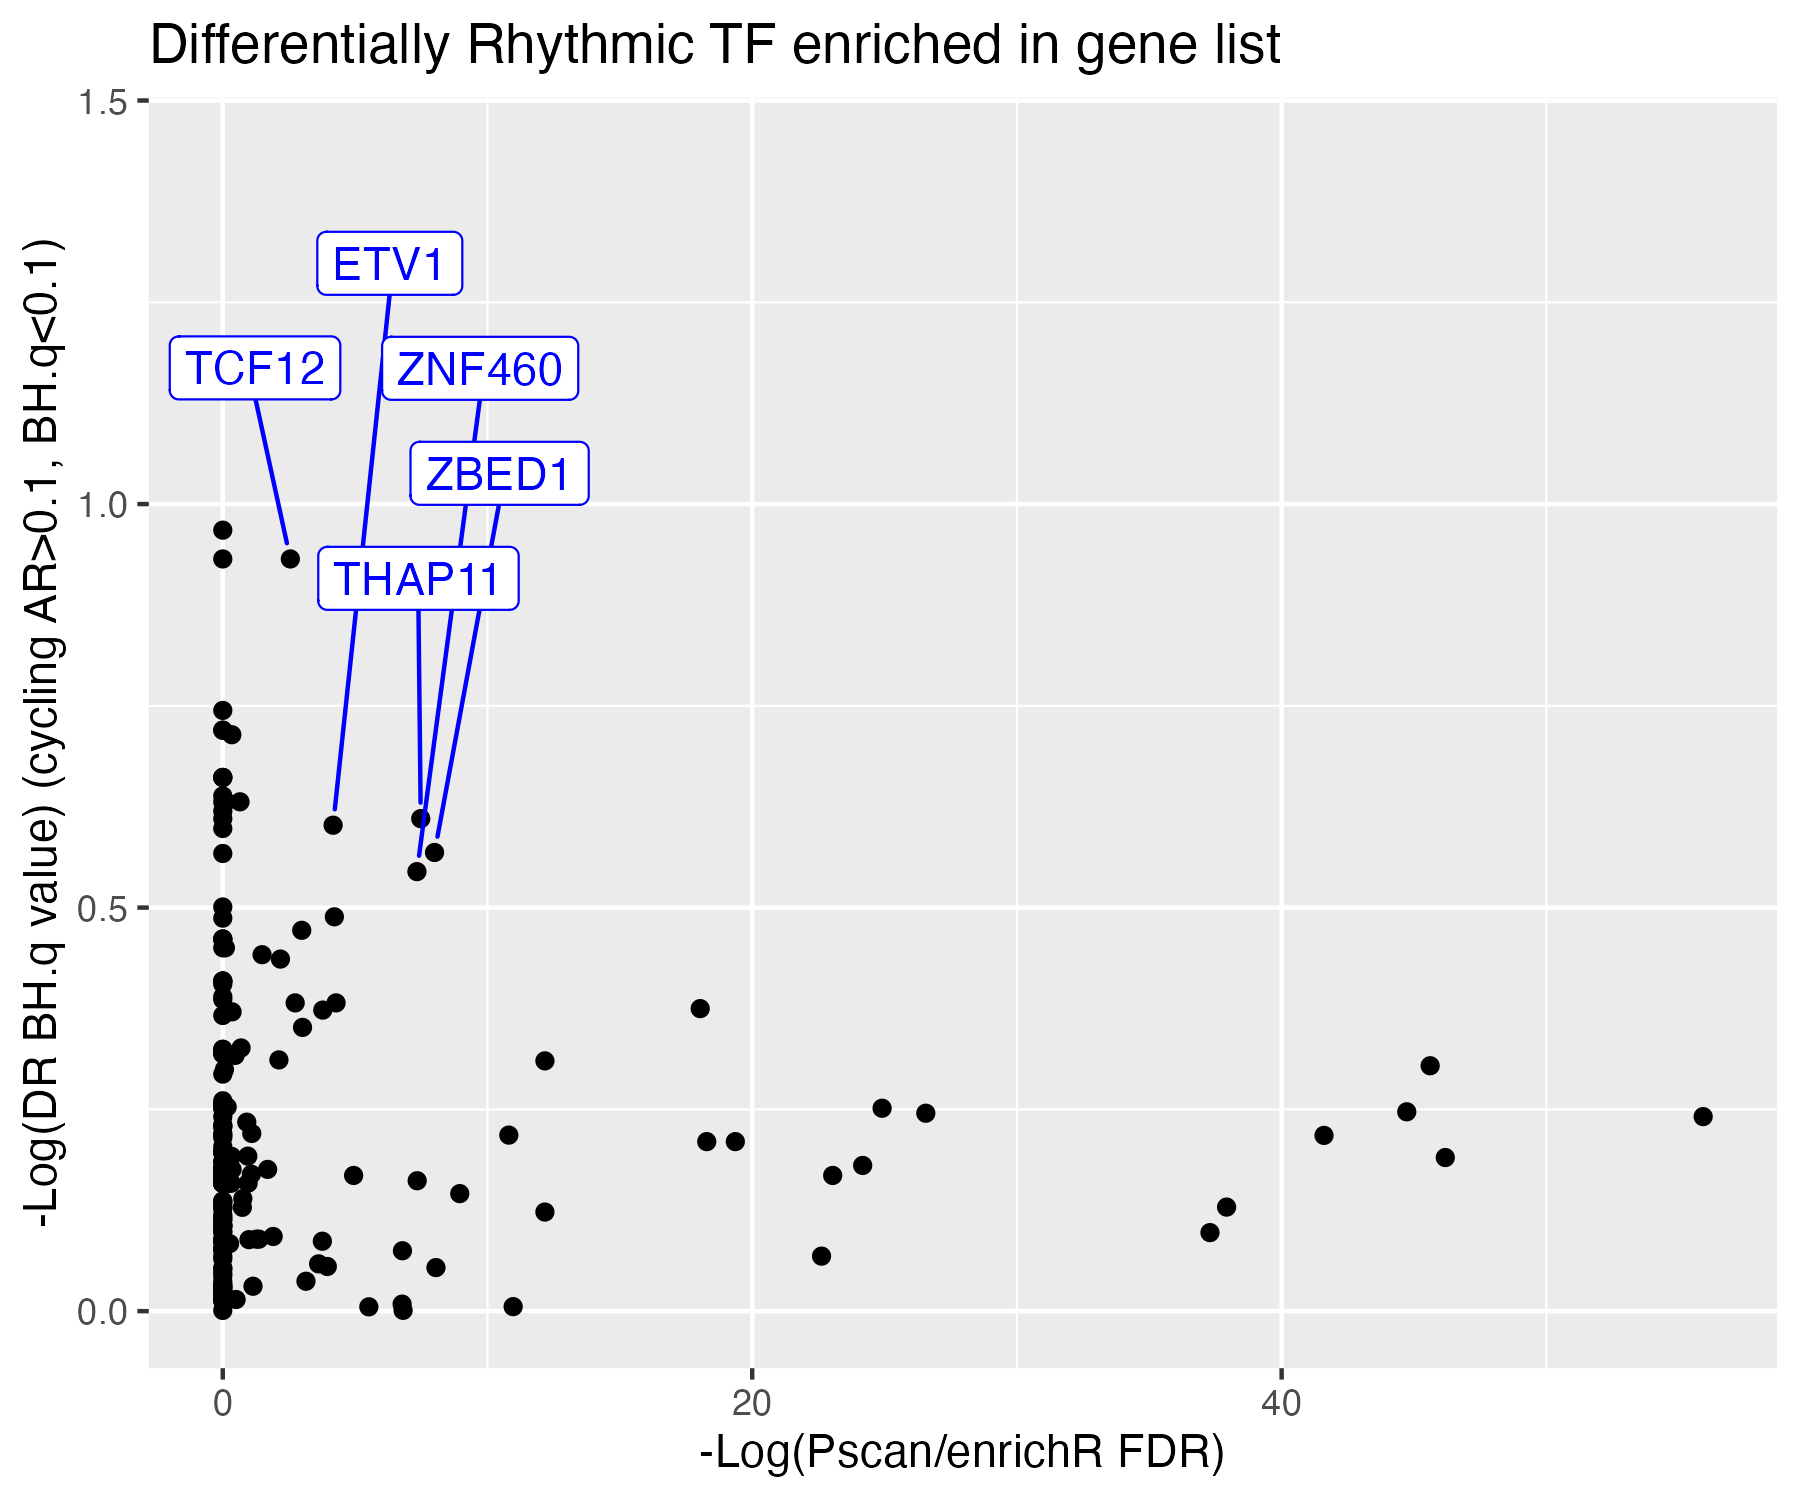 Differentially Rhythmic TF enriched in gene list
-Log(DR BH.q value) (cycling AR>0.1, BH.q<0.1)
1.5
1.0
0.5
0.0
ETV1
TCF12
ZNF460
ZBED1
THAP11
0
20
40
-Log(Pscan/enrichR FDR)